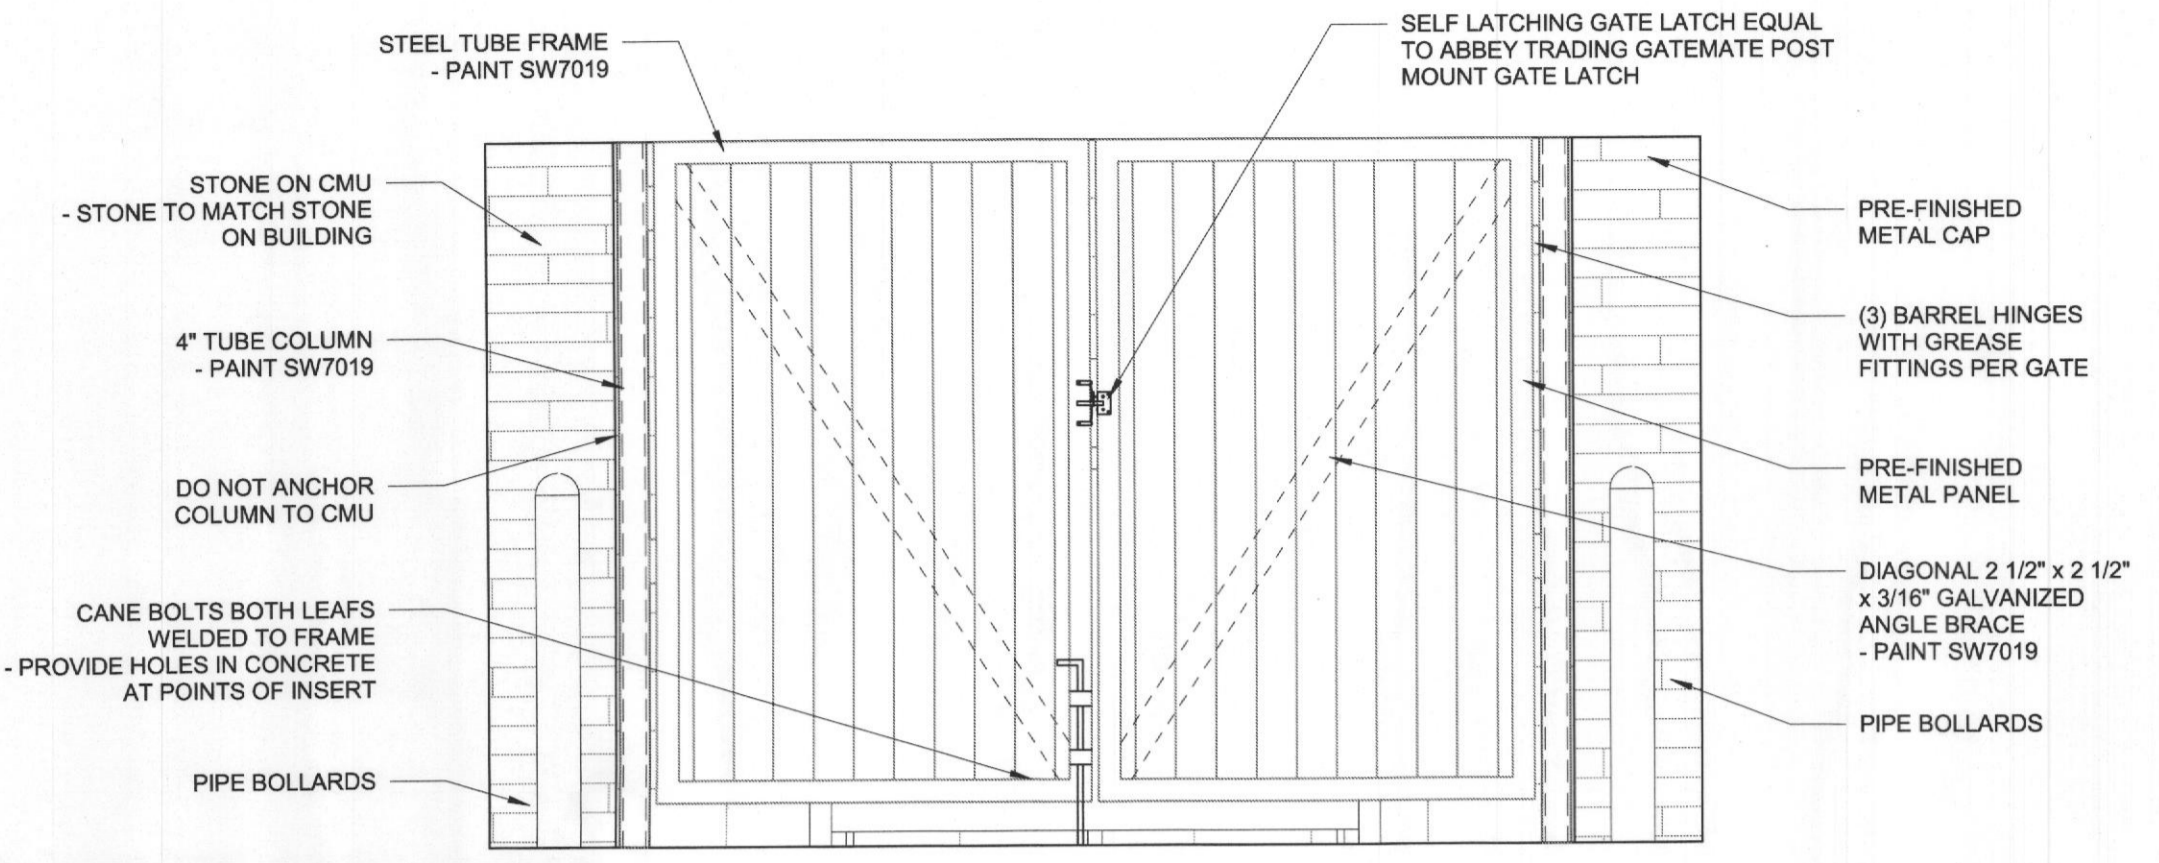 STEEL TUBE FRAME
- PAINT SW7019
SELF LATCHING GATE LATCH EQUAL
TO ABBEY TRADING GATEMATE POST
MOUNT GATE LATCH
STONE ON CMU
- STONE TO MATCH STONE
ON BUILDING
4" TUBE COLUMN
- PAINT SW7019
DO NOT ANCHOR
COLUMN TO CMU
CANE BOLTS BOTH LEAFS
WELDED TO FRAME
- PROVIDE HOLES IN CONCRETE
AT POINTS OF INSERT
PIPE BOLLARDS
PRE-FINISHED
METAL CAP
(3) BARREL HINGES
WITH GREASE
FITTINGS PER GATE
PRE-FINISHED
METAL PANEL
DIAGONAL 2 1/2" x 2 1/2"
x 3/16" GALVANIZED
ANGLE BRACE
- PAINT SW7019
PIPE BOLLARDS